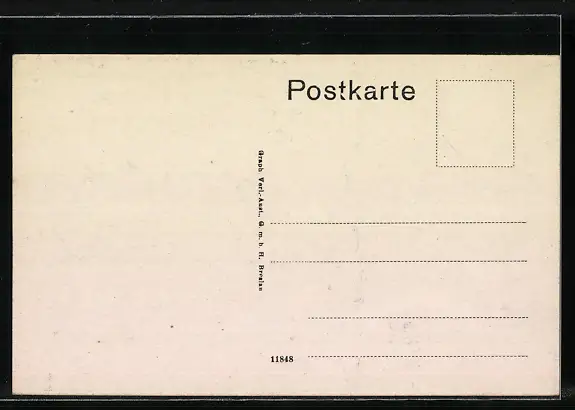 Postkarte
Graph. Verl.-Anst., G. m. b. H. Breslau
11848